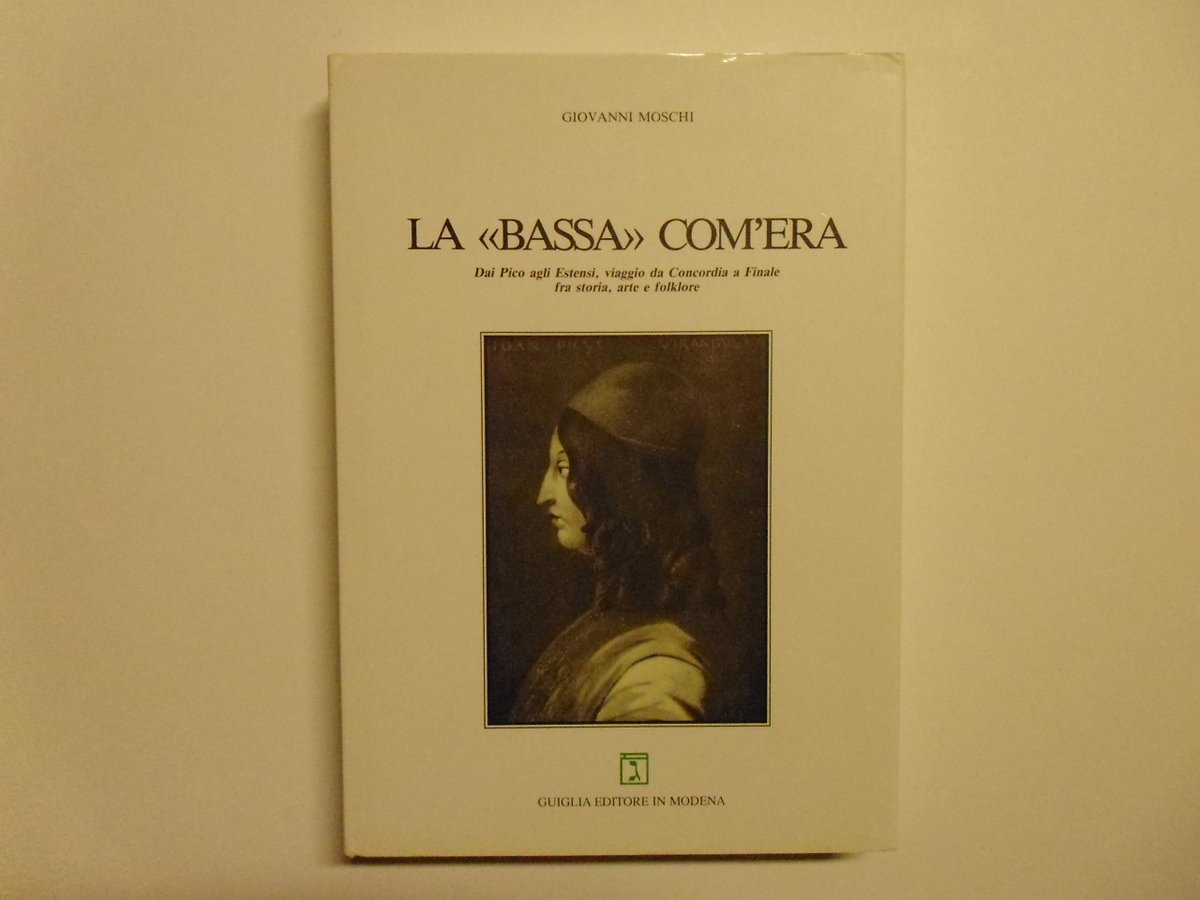 GIOVANNI MOSCHI
LA «BASSA» COM'ERA
Dai Pico agli Estensi, viaggio da Concordia a Finale
fra storia, arte e folklore
GUIGLIA EDITORE IN MODENA